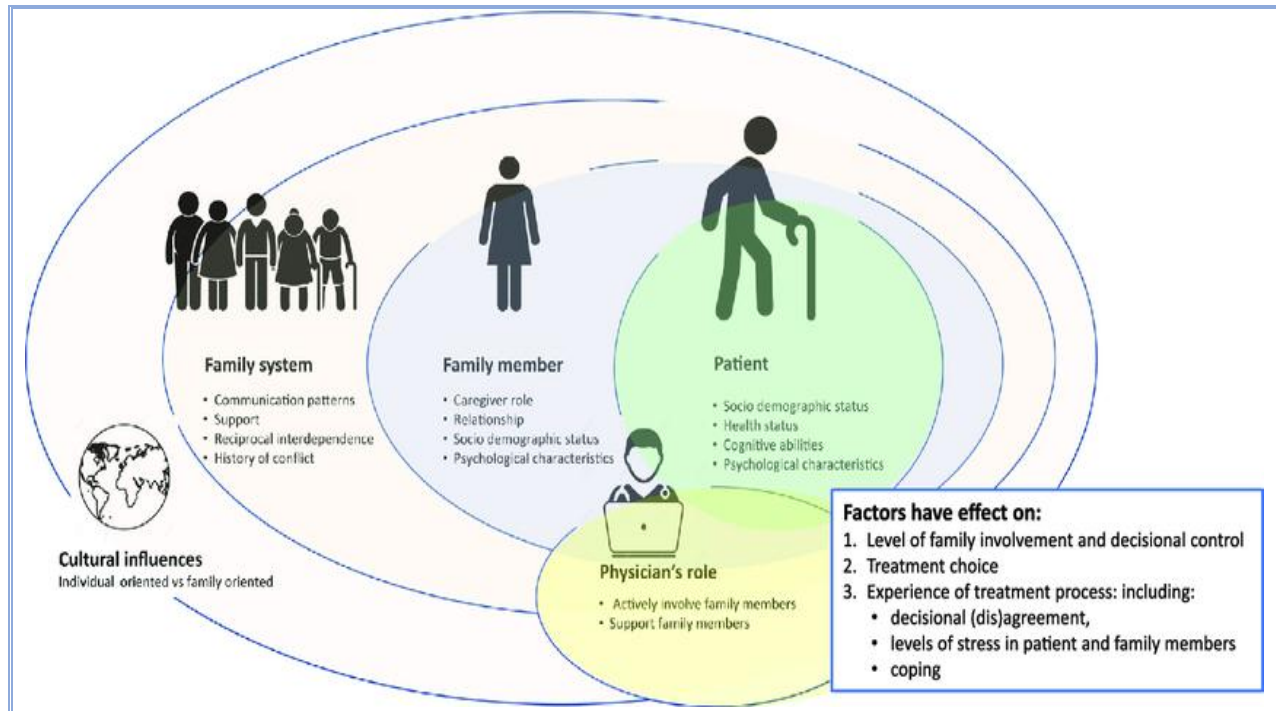 Family system
• Communication patterns
• Support
• Reciprocal interdependence
• History of conflict
Family member
• Caregiver role
• Relationship
• Socio demographic status
• Psychological characteristics
Patient
• Socio demographic status
• Health status
• Cognitive abilities
• Psychological characteristics
Cultural influences
Individual oriented vs family oriented
Physician's role
• Actively involve family members
• Support family members
Factors have effect on:
1. Level of family involvement and decisional control
2. Treatment choice
3. Experience of treatment process: including:
• decisional (dis)agreement,
• levels of stress in patient and family members
• coping